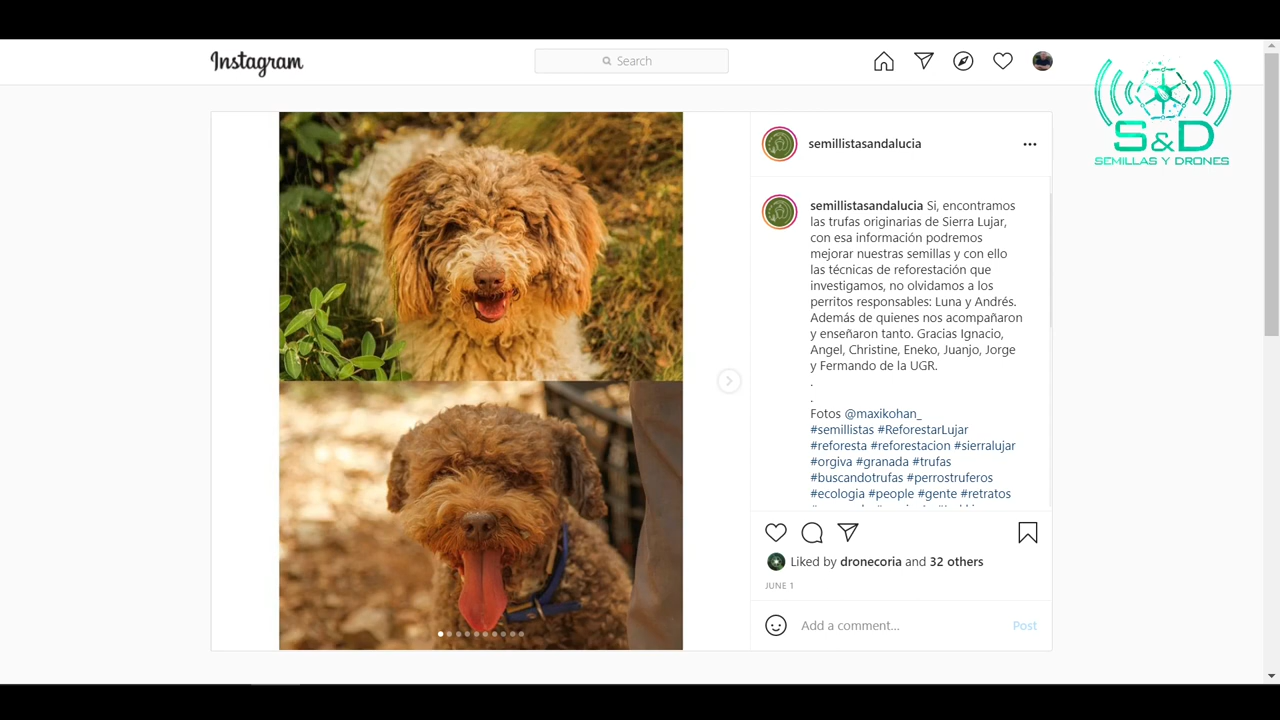 Instagram
Search
S&D
SEMILLAS Y DRONES
semillistasandalucia
semillistasandalucia Si, encontramos
las trufas originarias de Sierra Lujar,
con esa información podremos
mejorar nuestras semillas y con ello
las técnicas de reforestación que
investigamos, no olvidamos a los
perritos responsables: Luna y Andrés.
Además de quienes nos acompañaron
y enseñaron tanto. Gracias Ignacio,
Angel, Christine, Eneko, Juanjo, Jorge
y Fermando de la UGR.
.
.
Fotos @maxikohan_
#semillistas #ReforestarLujar
#reforesta #reforestacion #sierralujar
#orgiva #granada #trufas
#buscandotrufas #perrostruferos
#ecologia #people #gente #retratos
Liked by dronecoria and 32 others
JUNE 1
Add a comment...
Post